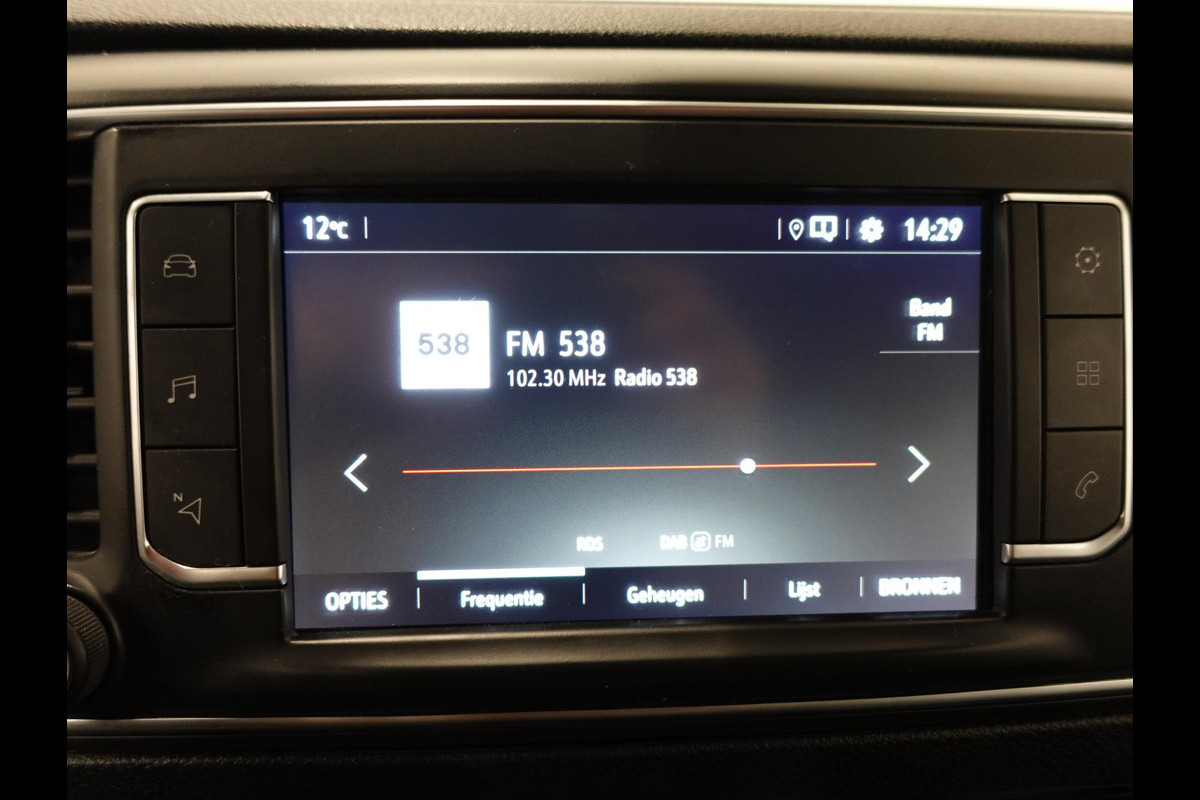 12°C
14:29
Band
FM
538
FM 538
102.30 MHz Radio 538
N
RDS DAB FM
OPTIES Frequentie Geheugen Lijst BRONNEN